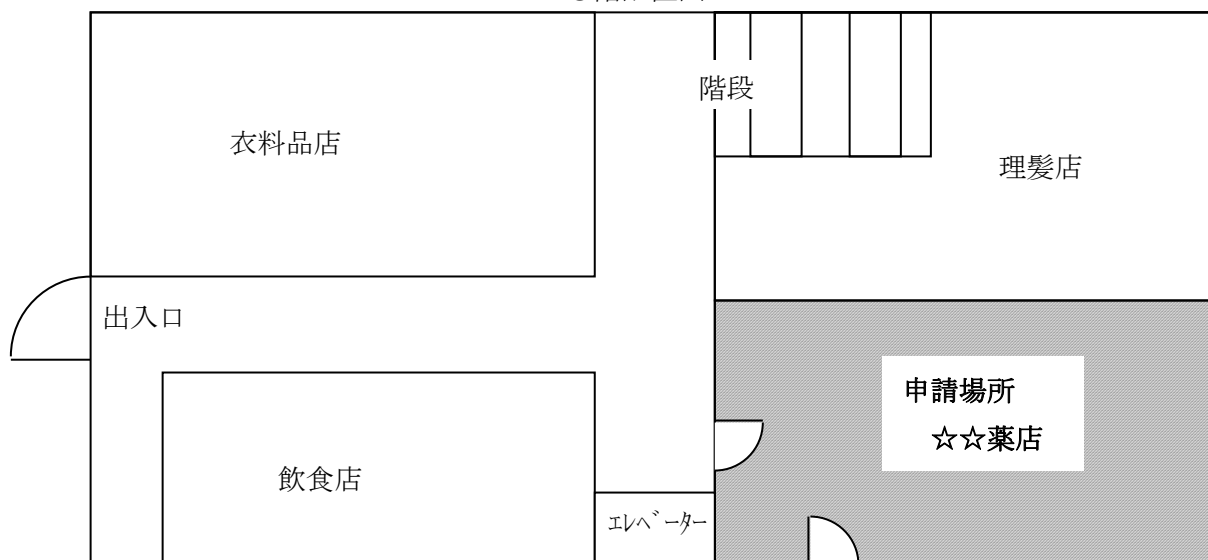 階段
衣料品店
理髪店
出入口
申請場所
☆☆薬店
飲食店
ｴﾚﾍﾞｰﾀｰ